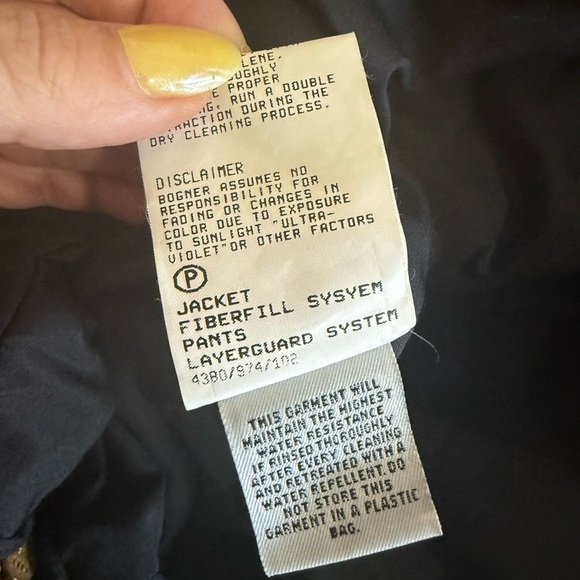 LENE.
PROPER
RUN A DOUBLE
DURING THE
DRY CLEANING PROCESS.
DISCLAIMER
BOGNER ASSUMES NO
RESPONSIBILITY FOR
FADING OR CHANGES IN
COLOR DUE TO EXPOSURE
TO SUNLIGHT "ULTRA-
VIOLET"OR OTHER FACTORS
P
JACKET
FIBERFILL SYSYEM
PANTS
LAYERGUARD SYSTEM
4380/974/102
THIS GARMENT WILL
MAINTAIN THE HIGHEST
WATER RESISTANCE
IF RINSED THOROUGHLY
AFTER EVERY CLEANING
AND RETREATED WITH A
WATER REPELLENT. DO
NOT STORE THIS
GARMENT IN A PLASTIC
BAG.